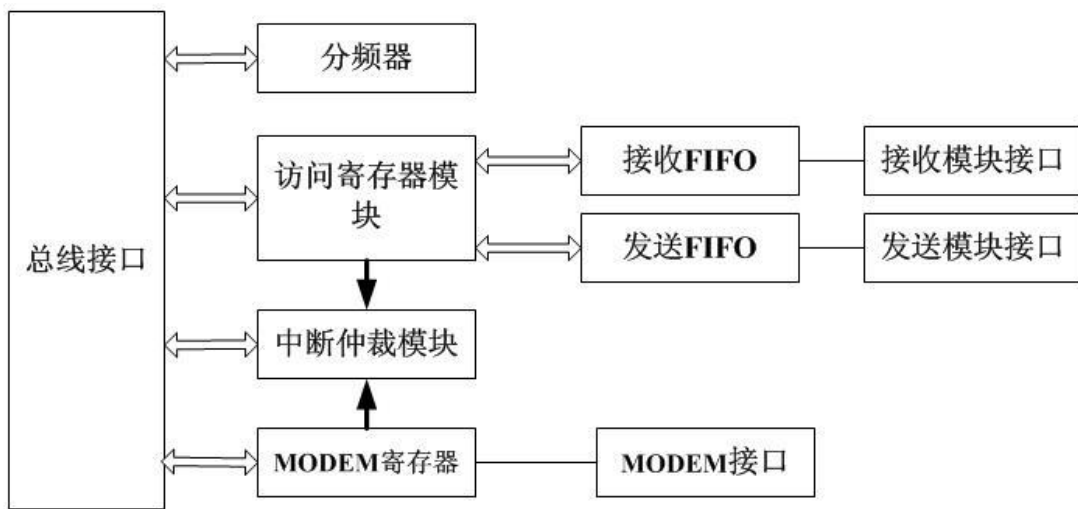 总线接口
分频器
访问寄存器模
块
接收FIFO
接收模块接口
发送FIFO
发送模块接口
中断仲裁模块
MODEM寄存器
MODEM接口